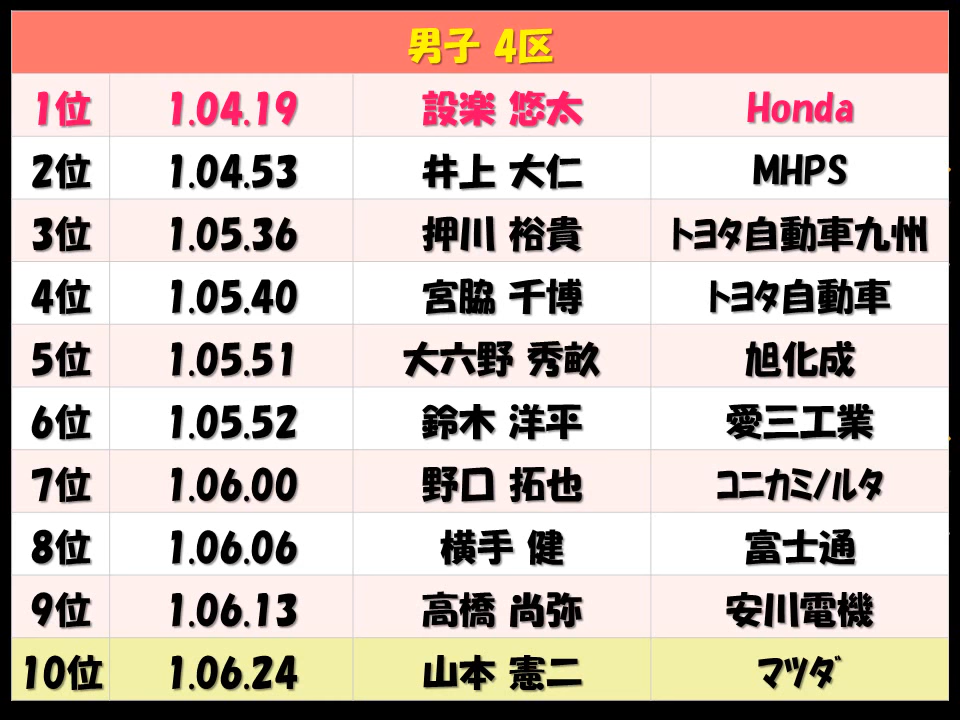 男子 4区
1位 1.04.19 設楽 悠太 Honda
2位 1.04.53 井上 大仁 MHPS
3位 1.05.36 押川 裕貴 ﾄﾖﾀ自動車九州
4位 1.05.40 宮脇 千博 ﾄﾖﾀ自動車
5位 1.05.51 大六野 秀畝 旭化成
6位 1.05.52 鈴木 洋平 愛三工業
7位 1.06.00 野口 拓也 ｺﾆｶﾐﾉﾙﾀ
8位 1.06.06 横手 健 富士通
9位 1.06.13 高橋 尚弥 安川電機
10位 1.06.24 山本 憲二 ﾏﾂﾀﾞ